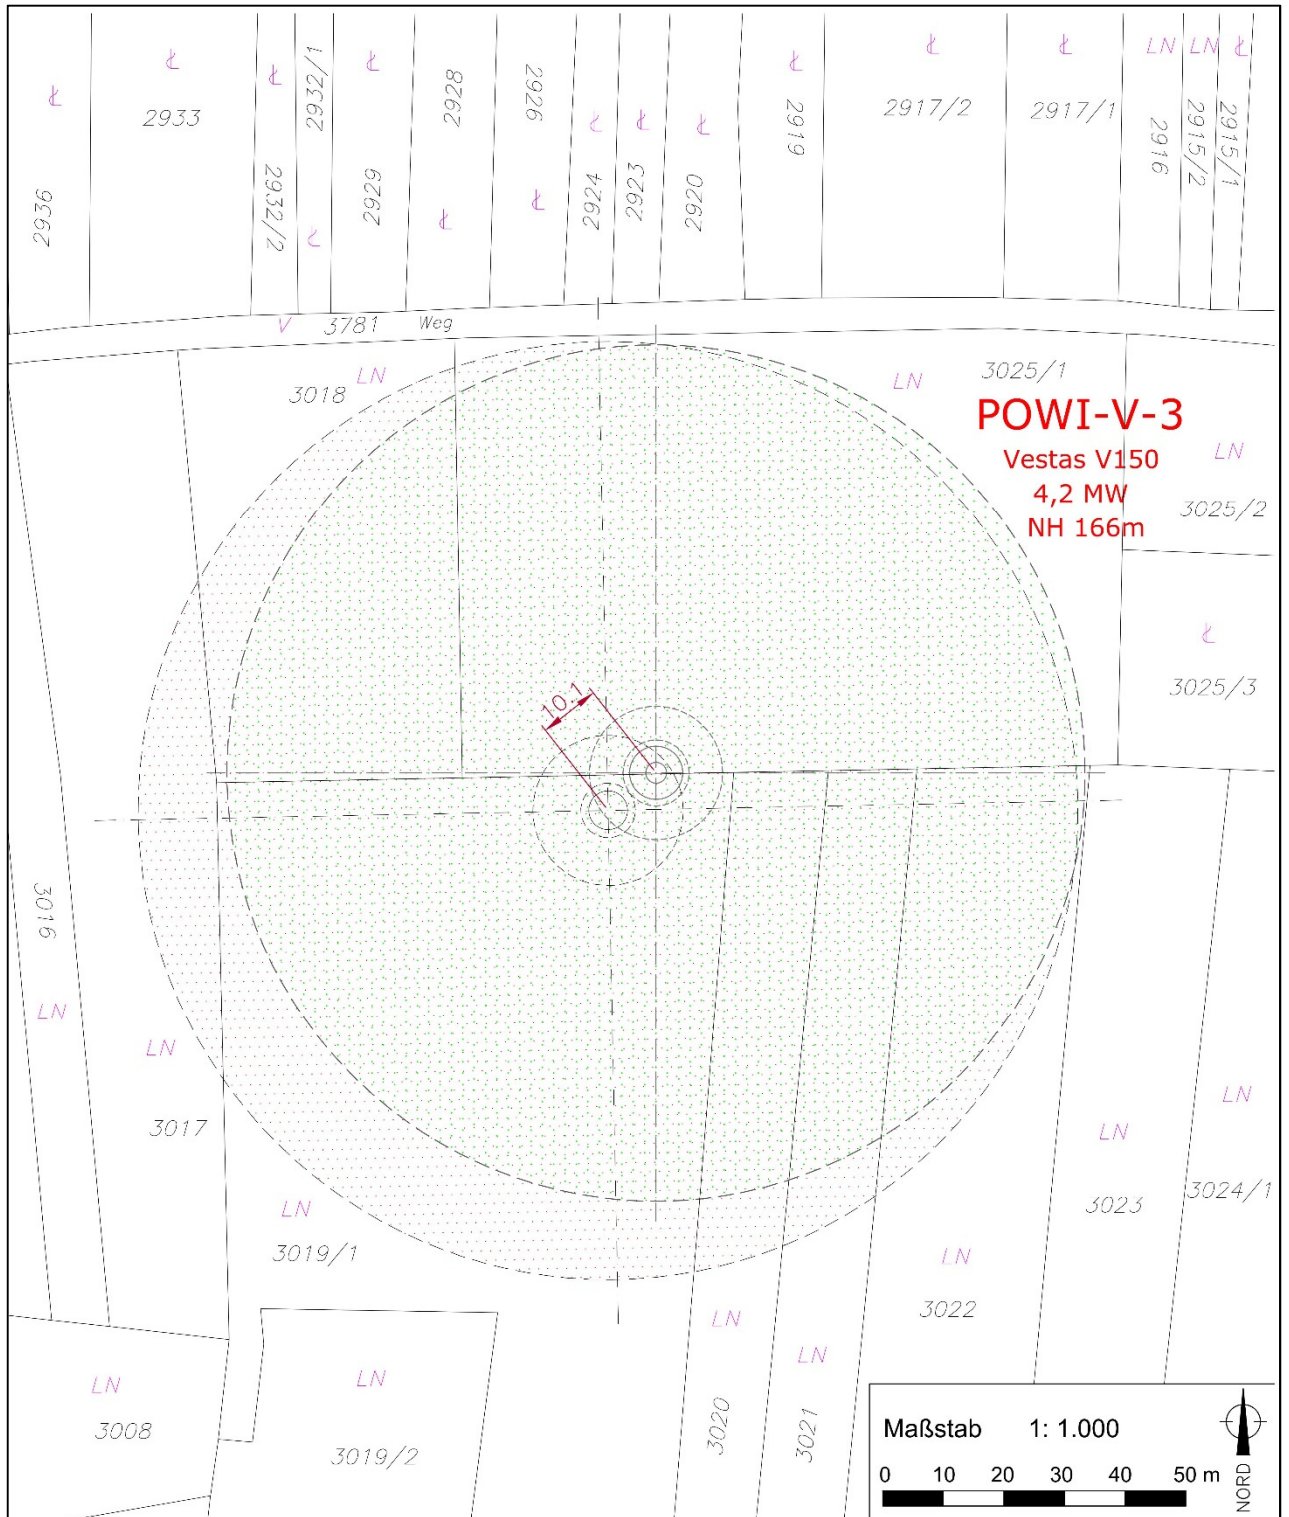 Ł
2936
Ł
2933
Ł
2932/2
2932/1
Ł
Ł
2929
2928
Ł
2926
Ł
Ł
2924
Ł
2923
Ł
2920
Ł
2919
Ł
2917/2
Ł
2917/1
LN
2916
LN
2915/2
Ł
2915/1
V 3781 Weg
LN
3018
LN
3025/1
POWI-V-3
Vestas V150
4,2 MW
NH 166m
LN
3025/2
Ł
3025/3
10.1
3016
LN
LN
3017
LN
3019/1
LN
3008
LN
3019/2
LN
3020
LN
3021
LN
3022
LN
3023
LN
3024/1
Maßstab 1: 1.000
0 10 20 30 40 50 m
NORD